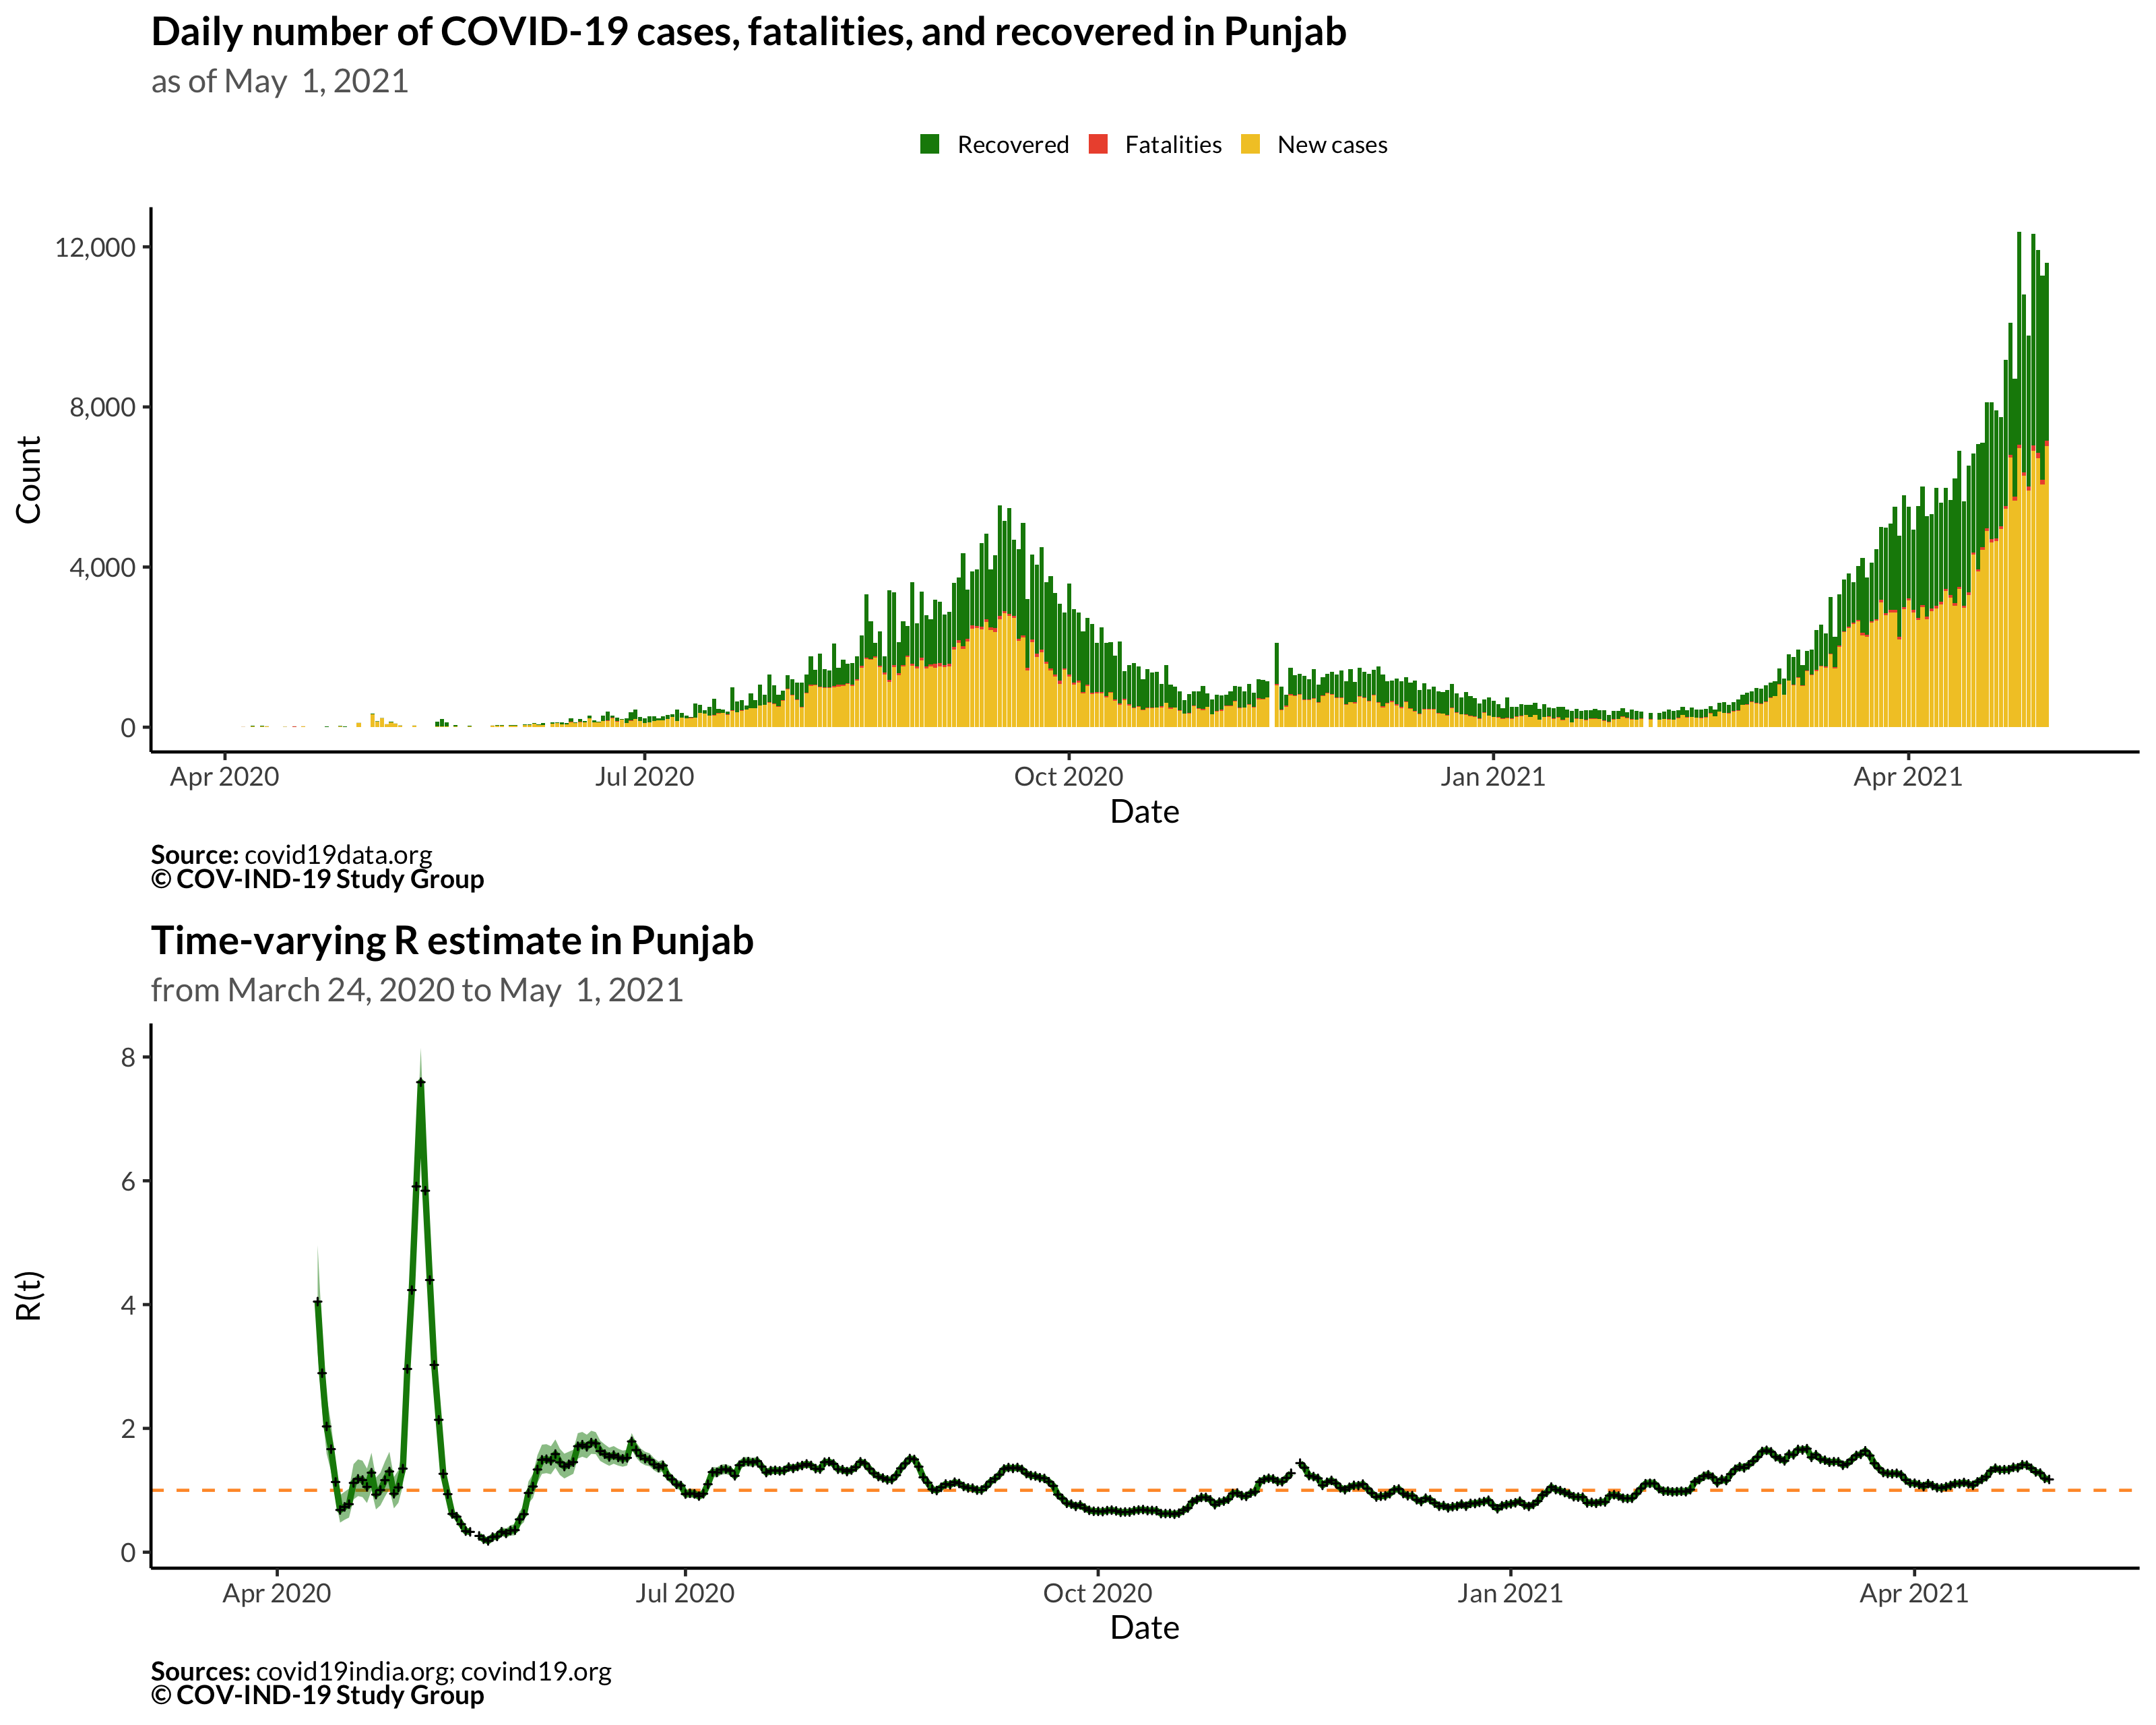 Daily number of COVID-19 cases, fatalities, and recovered in Punjab
as of May  1, 2021
Recovered Fatalities New cases
12,000
8,000
4,000
0
Count
Apr 2020 Jul 2020 Oct 2020 Jan 2021 Apr 2021
Date
Source: covid19data.org
© COV-IND-19 Study Group
Time-varying R estimate in Punjab
from March 24, 2020 to May  1, 2021
8
6
4
2
0
R(t)
Apr 2020 Jul 2020 Oct 2020 Jan 2021 Apr 2021
Date
Sources: covid19india.org; covind19.org
© COV-IND-19 Study Group